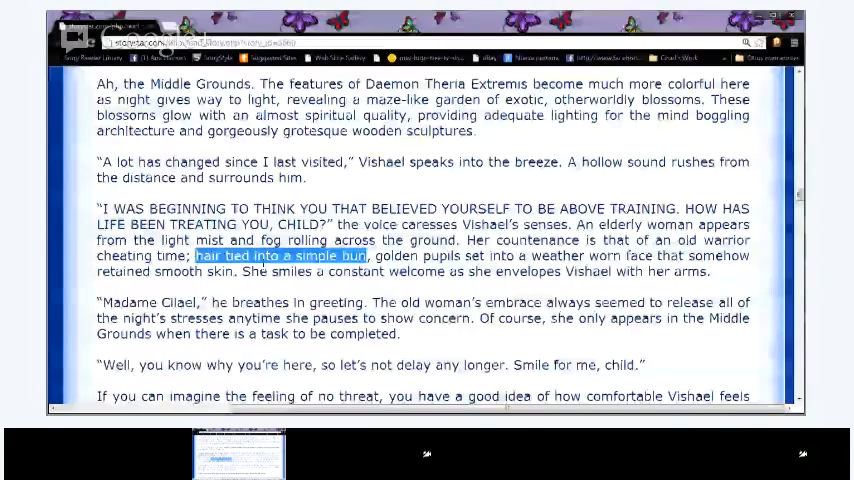 Google+
storystar.com
Suggested Sites
Web Slice Gallery
eBay
Ah, the Middle Grounds. The features of Daemon Theria Extremis become much more colorful here
as night gives way to light, revealing a maze-like garden of exotic, otherworldly blossoms. These
blossoms glow with an almost spiritual quality, providing adequate lighting for the mind boggling
architecture and gorgeously grotesque wooden sculptures.
“A lot has changed since I last visited,” Vishael speaks into the breeze. A hollow sound rushes from
the distance and surrounds him.
“I WAS BEGINNING TO THINK YOU THAT BELIEVED YOURSELF TO BE ABOVE TRAINING. HOW HAS
LIFE BEEN TREATING YOU, CHILD?” the voice caresses Vishael’s senses. An elderly woman appears
from the light mist and fog rolling across the ground. Her countenance is that of an old warrior
cheating time; hair tied into a simple bun, golden pupils set into a weather worn face that somehow
retained smooth skin. She smiles a constant welcome as she envelopes Vishael with her arms.
“Madame Cilael,” he breathes in greeting. The old woman’s embrace always seemed to release all of
the night’s stresses anytime she pauses to show concern. Of course, she only appears in the Middle
Grounds when there is a task to be completed.
“Well, you know why you’re here, so let’s not delay any longer. Smile for me, child.”
If you can imagine the feeling of no threat, you have a good idea of how comfortable Vishael feels